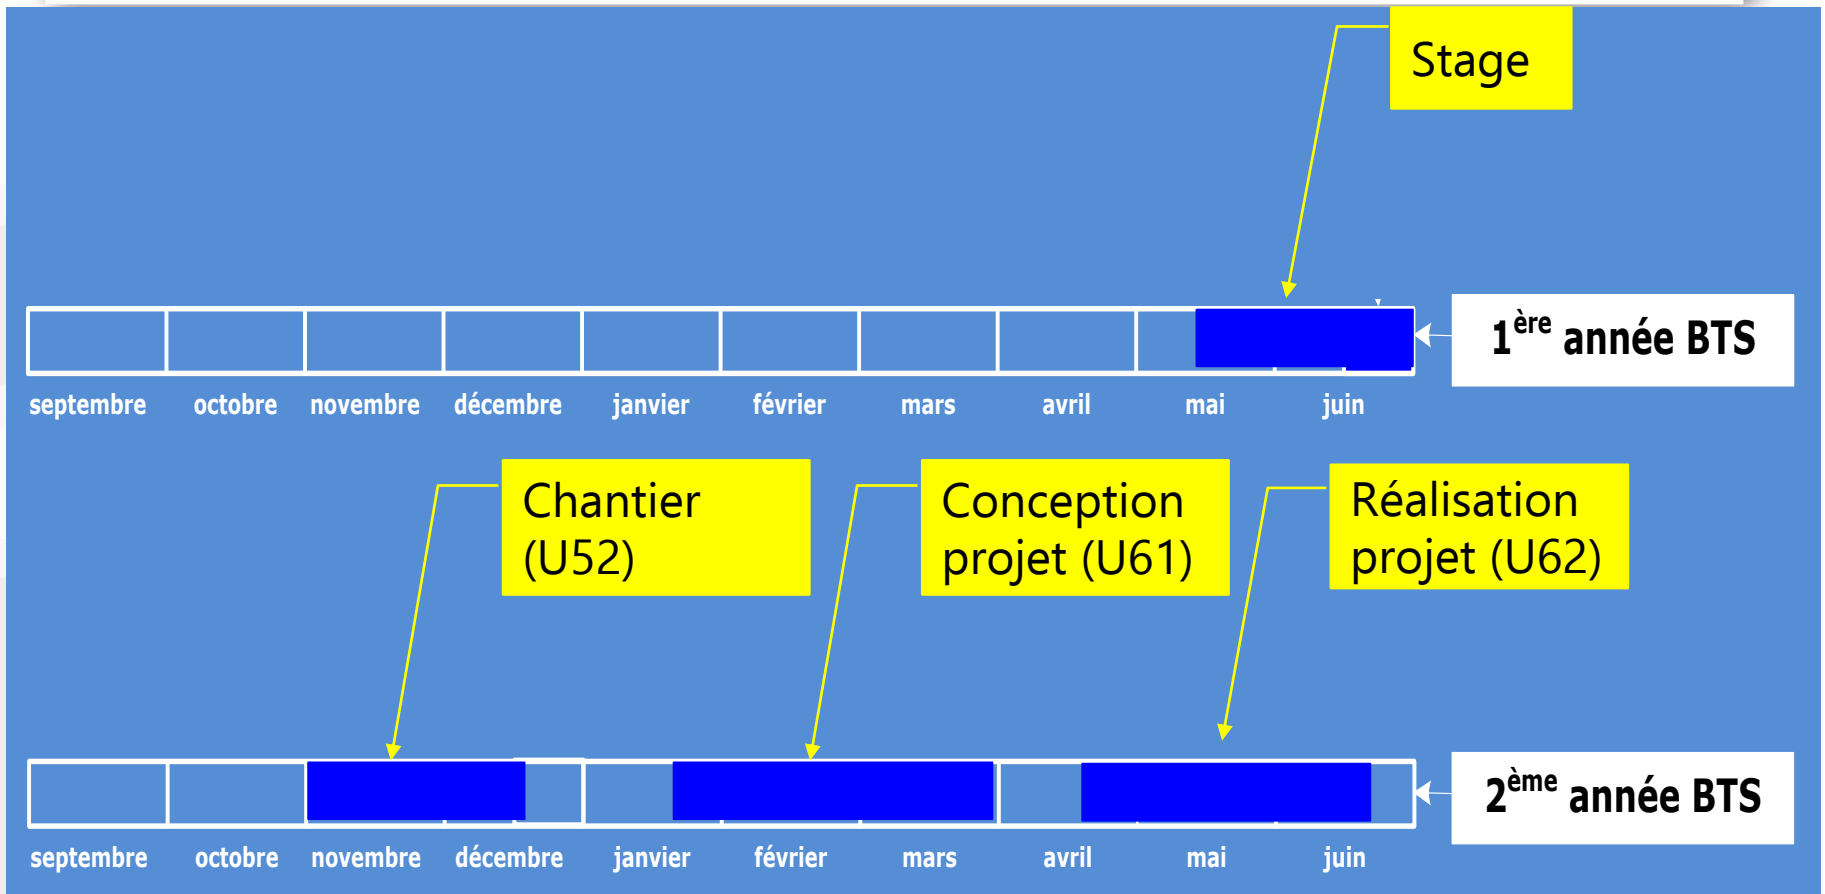 Stage
1ère année BTS
septembre octobre novembre décembre janvier février mars avril mai juin
Chantier
(U52)
Conception
projet (U61)
Réalisation
projet (U62)
2ème année BTS
septembre octobre novembre décembre janvier février mars avril mai juin